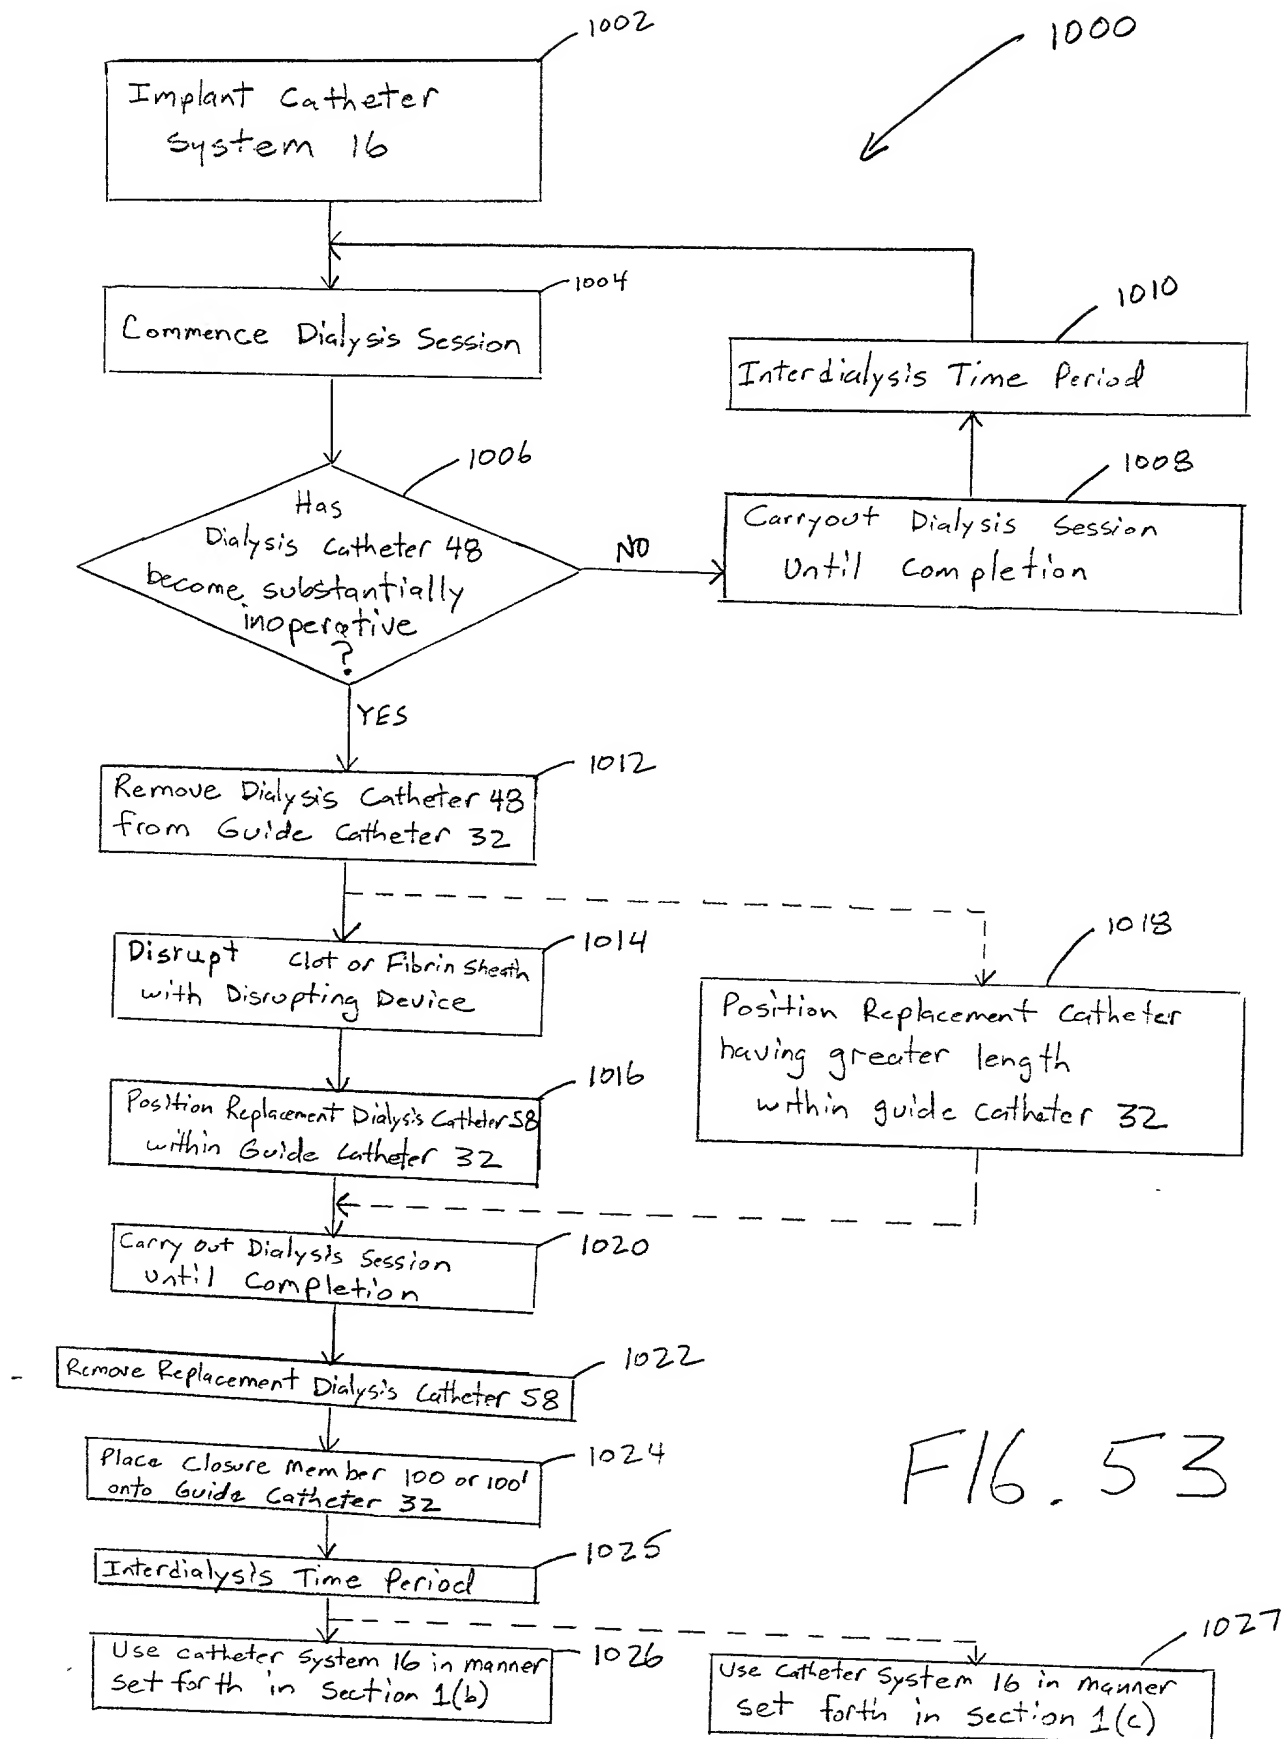 1002
1000
Implant Catheter
System 16
1004
Commence Dialysis Session
1010
Interdialysis Time Period
1006
Has
Dialysis Catheter 48
become substantially
inoperative
?
NO
1008
Carryout Dialysis Session
Until Completion
YES
1012
Remove Dialysis Catheter 48
from Guide Catheter 32
1014
Disrupt Clot or Fibrin Sheath
with Disrupting Device
1018
Position Replacement Catheter
having greater length
within guide catheter 32
1016
Position Replacement Dialysis Catheter 58
within Guide Catheter 32
1020
Carry out Dialysis Session
until Completion
1022
Remove Replacement Dialysis Catheter 58
1024
Place Closure Member 100 or 100'
onto Guide Catheter 32
FIG. 53
1025
Interdialysis Time Period
1026
Use catheter System 16 in manner
set forth in Section 1(b)
1027
Use Catheter System 16 in manner
set forth in section 1(c)